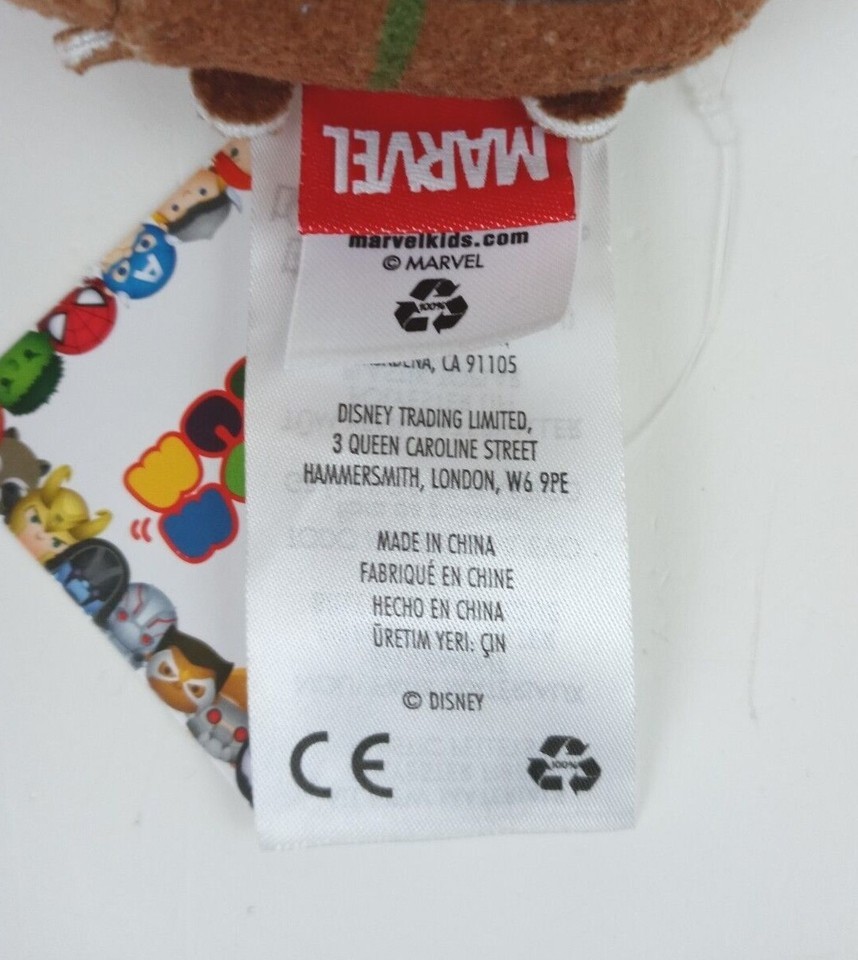 MARVEL
marvelkids.com
© MARVEL
100%
CA 91105
DISNEY TRADING LIMITED,
3 QUEEN CAROLINE STREET
HAMMERSMITH, LONDON, W6 9PE
MADE IN CHINA
FABRIQUÉ EN CHINE
HECHO EN CHINA
ÜRETIM YERI: ÇIN
© DISNEY
CE
100%